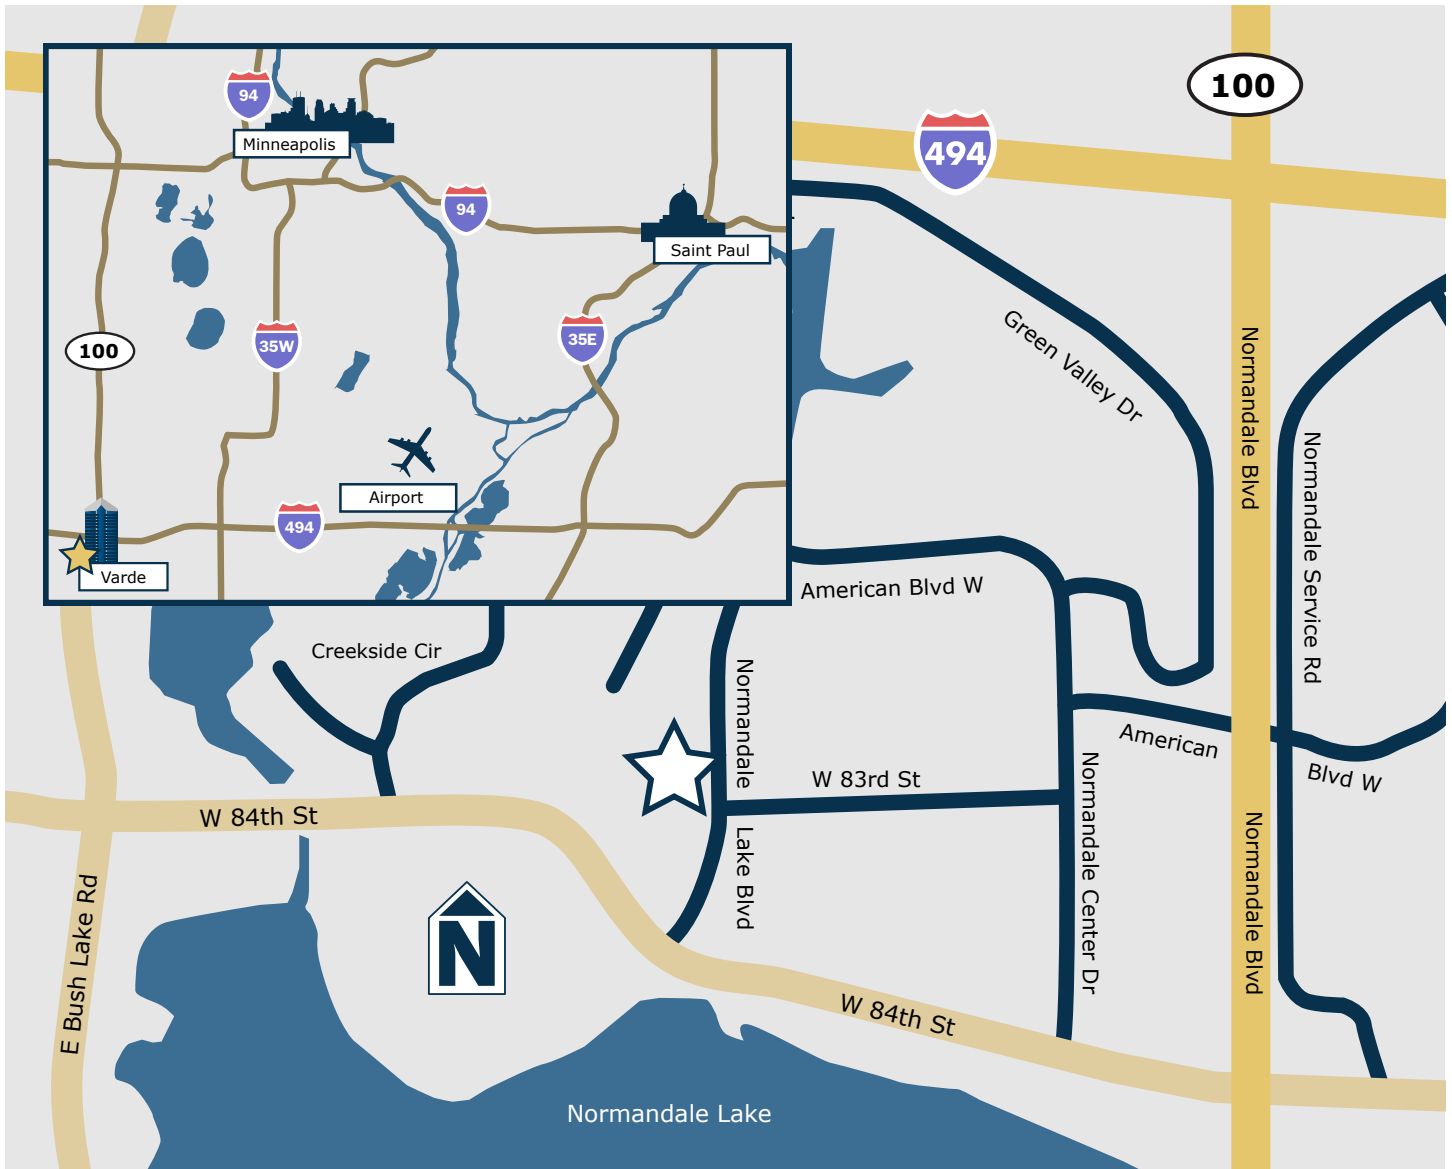 94
Minneapolis
94
Saint Paul
100
35W
35E
Airport
494
Varde
100
494
Green Valley Dr
Normandale Blvd
Normandale Service Rd
American Blvd W
Creekside Cir
Normandale
Lake Blvd
W 83rd St
American
Blvd W
W 84th St
Normandale Center Dr
Normandale Blvd
E Bush Lake Rd
N
W 84th St
Normandale Lake